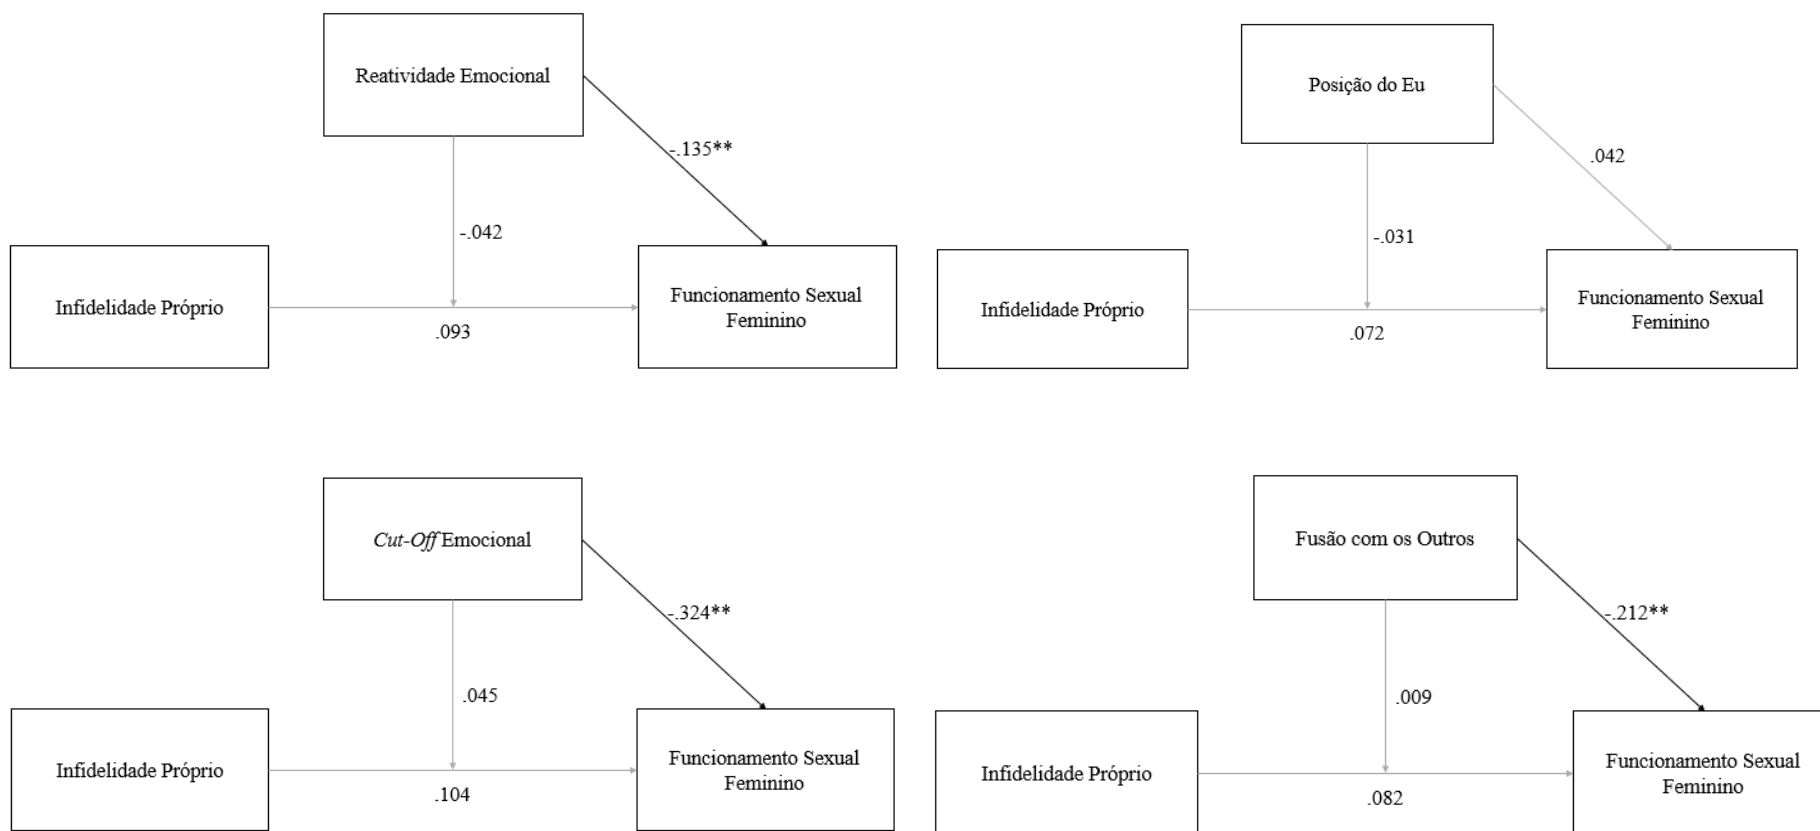 Reatividade Emocional
-.135**
-.042
Infidelidade Próprio
.093
Funcionamento Sexual
Feminino
Posição do Eu
.042
-.031
Infidelidade Próprio
.072
Funcionamento Sexual
Feminino
Cut-Off Emocional
-.324**
.045
Infidelidade Próprio
.104
Funcionamento Sexual
Feminino
Fusão com os Outros
-.212**
.009
Infidelidade Próprio
.082
Funcionamento Sexual
Feminino